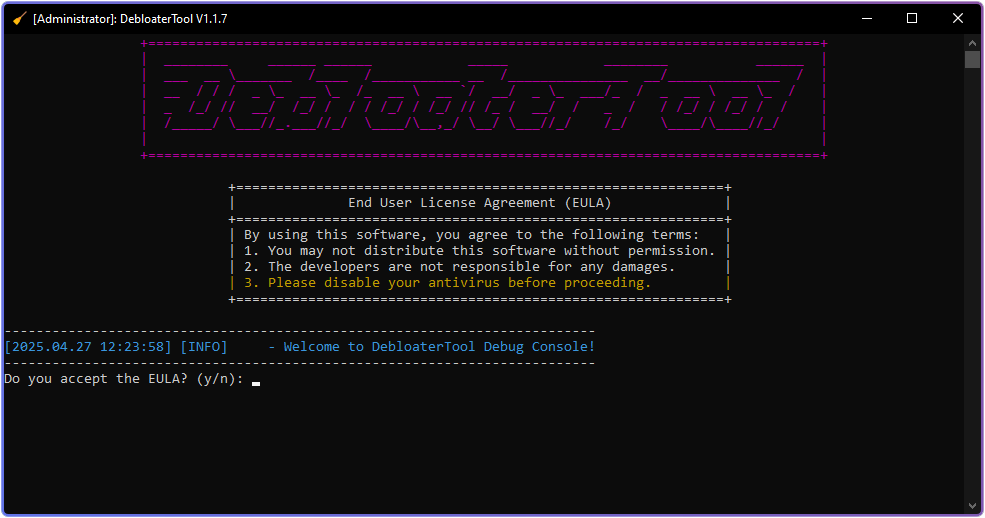 [Administrator]: DebloaterTool V1.1.7
DebloaterTool
End User License Agreement (EULA)
By using this software, you agree to the following terms:
1. You may not distribute this software without permission.
2. The developers are not responsible for any damages.
3. Please disable your antivirus before proceeding.
[2025.04.27 12:23:58] [INFO] - Welcome to DebloaterTool Debug Console!
Do you accept the EULA? (y/n):